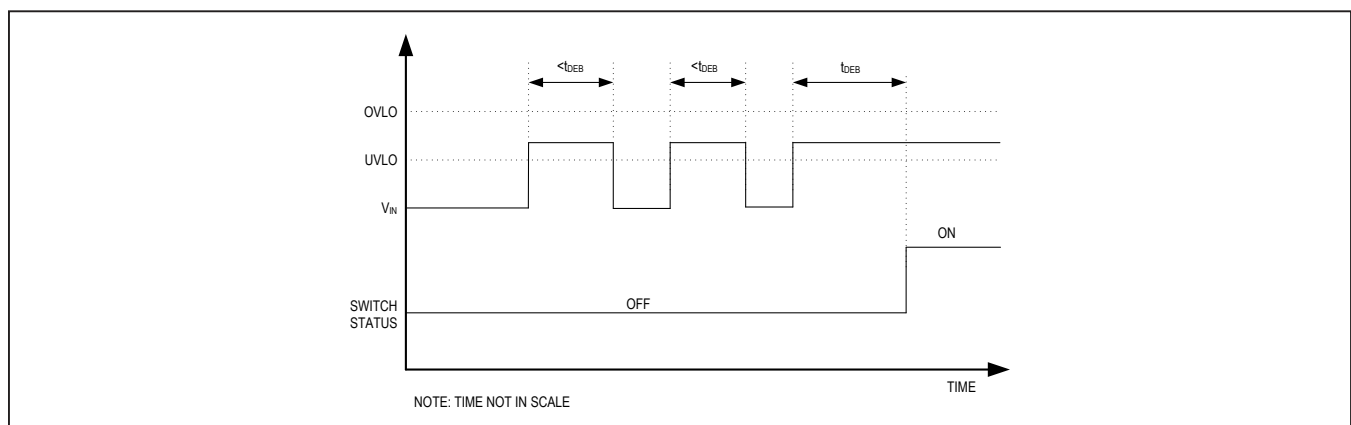 <tDEB
<tDEB
tDEB
OVLO
UVLO
VIN
ON
OFF
SWITCH
STATUS
TIME
NOTE: TIME NOT IN SCALE